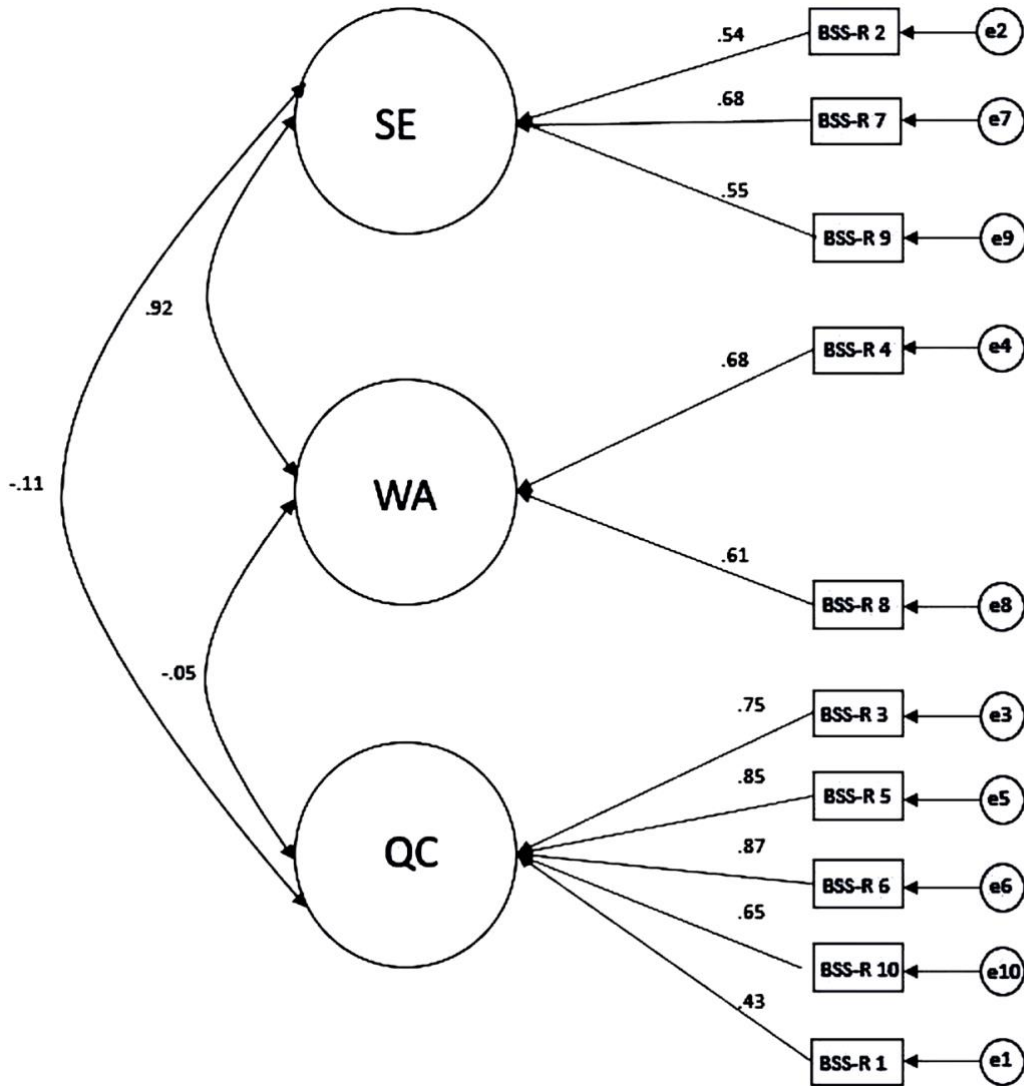 .54
BSS-R 2
e2
SE
.68
BSS-R 7
e7
.55
BSS-R 9
e9
.92
.68
BSS-R 4
e4
-.11
WA
.61
BSS-R 8
e8
-.05
.75
BSS-R 3
e3
.85
BSS-R 5
e5
QC
.87
BSS-R 6
e6
.65
BSS-R 10
e10
.43
BSS-R 1
e1